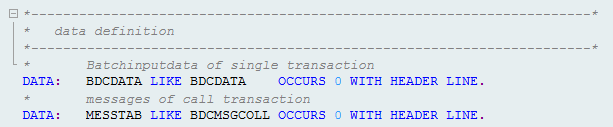 *----------------------------------------------------------------------*
*   data definition
*----------------------------------------------------------------------*
*       Batchinputdata of single transaction
DATA:   BDCDATA LIKE BDCDATA    OCCURS 0 WITH HEADER LINE.
*       messages of call transaction
DATA:   MESSTAB LIKE BDCMSGCOLL OCCURS 0 WITH HEADER LINE.